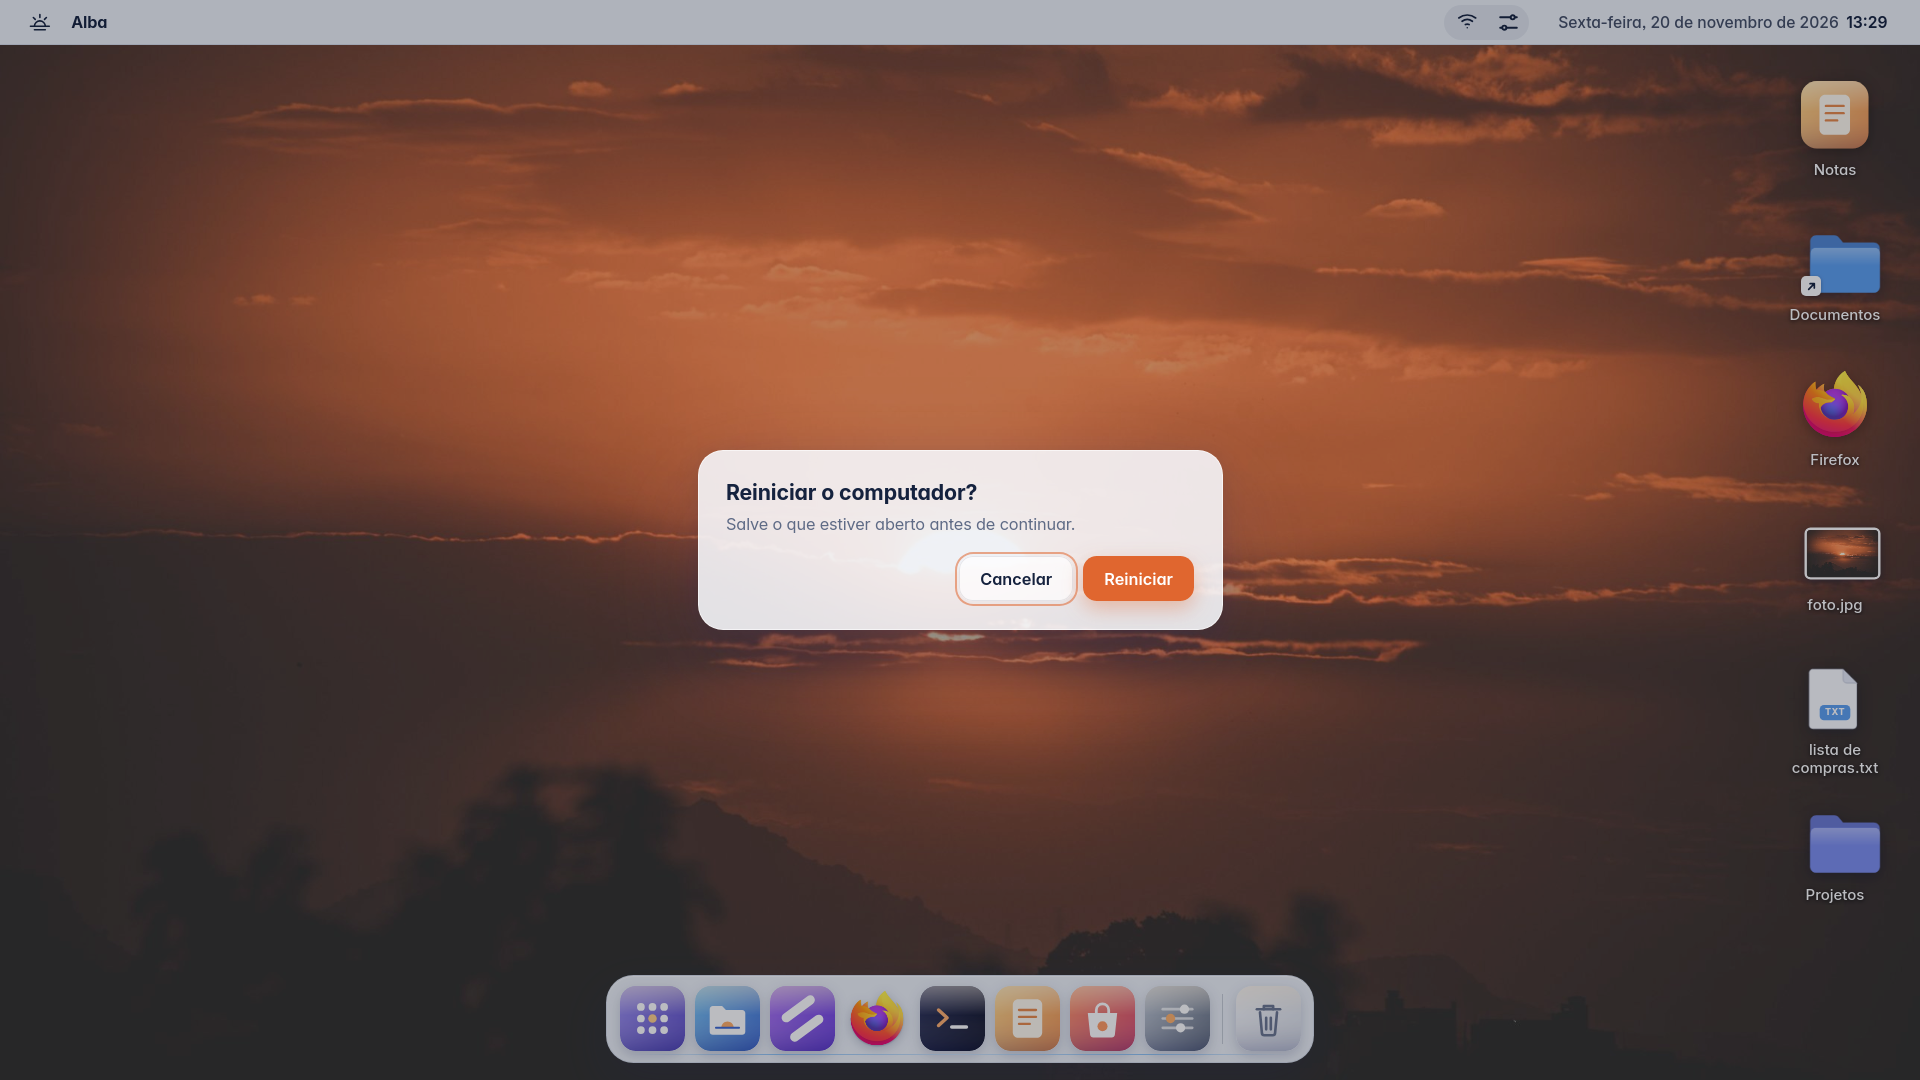 Alba
Sexta-feira, 20 de novembro de 2026 13:29
Notas
Documentos
Firefox
foto.jpg
TXT
lista de
compras.txt
Projetos
Reiniciar o computador?
Salve o que estiver aberto antes de continuar.
Cancelar
Reiniciar